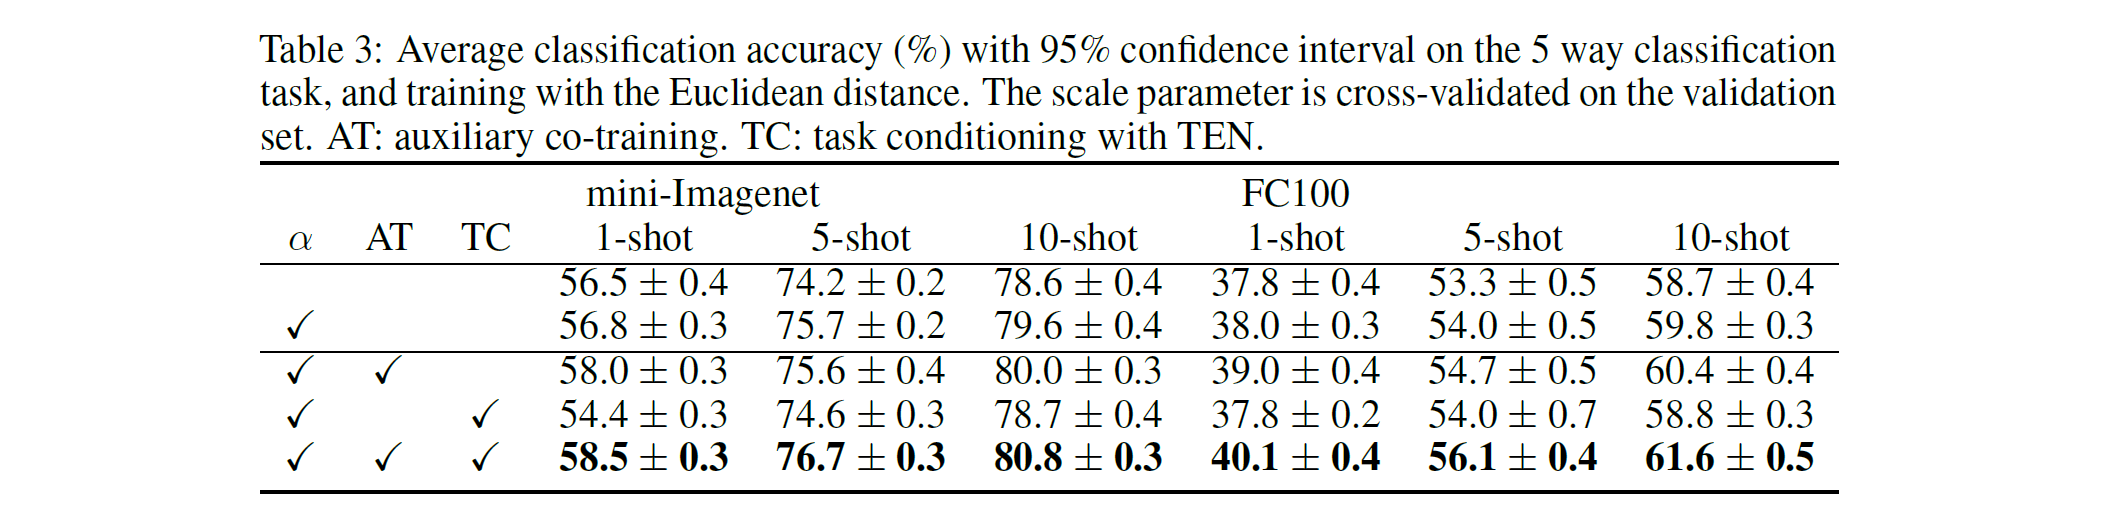 Table 3: Average classification accuracy (%) with 95% confidence interval on the 5 way classification
task, and training with the Euclidean distance. The scale parameter is cross-validated on the validation
set. AT: auxiliary co-training. TC: task conditioning with TEN.
mini-Imagenet FC100
α AT TC 1-shot 5-shot 10-shot 1-shot 5-shot 10-shot
56.5 ± 0.4 74.2 ± 0.2 78.6 ± 0.4 37.8 ± 0.4 53.3 ± 0.5 58.7 ± 0.4
✓ 56.8 ± 0.3 75.7 ± 0.2 79.6 ± 0.4 38.0 ± 0.3 54.0 ± 0.5 59.8 ± 0.3
✓ ✓ 58.0 ± 0.3 75.6 ± 0.4 80.0 ± 0.3 39.0 ± 0.4 54.7 ± 0.5 60.4 ± 0.4
✓ ✓ 54.4 ± 0.3 74.6 ± 0.3 78.7 ± 0.4 37.8 ± 0.2 54.0 ± 0.7 58.8 ± 0.3
✓ ✓ ✓ 58.5 ± 0.3 76.7 ± 0.3 80.8 ± 0.3 40.1 ± 0.4 56.1 ± 0.4 61.6 ± 0.5